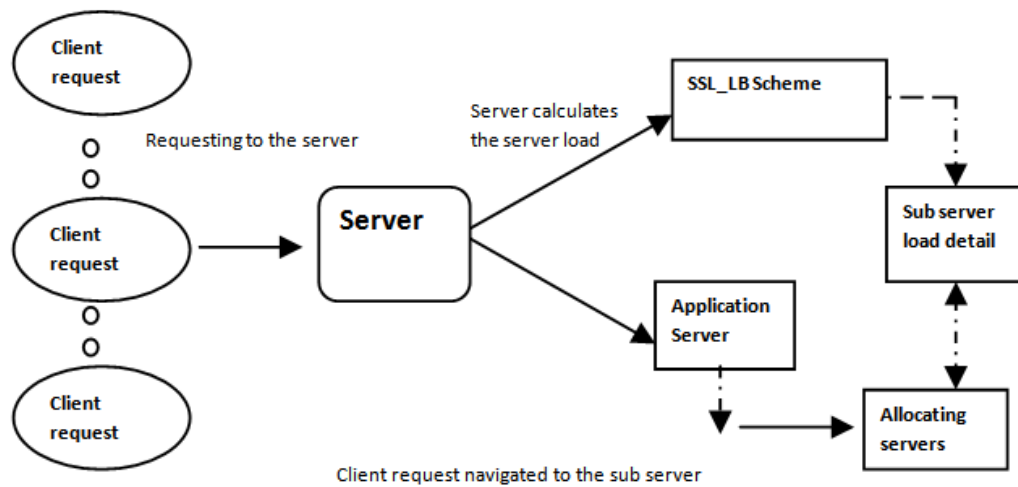 Client
request
Requesting to the server
Client
request
Client
request
Server
Server calculates
the server load
SSL_LB Scheme
Sub server
load detail
Application
Server
Allocating
servers
Client request navigated to the sub server